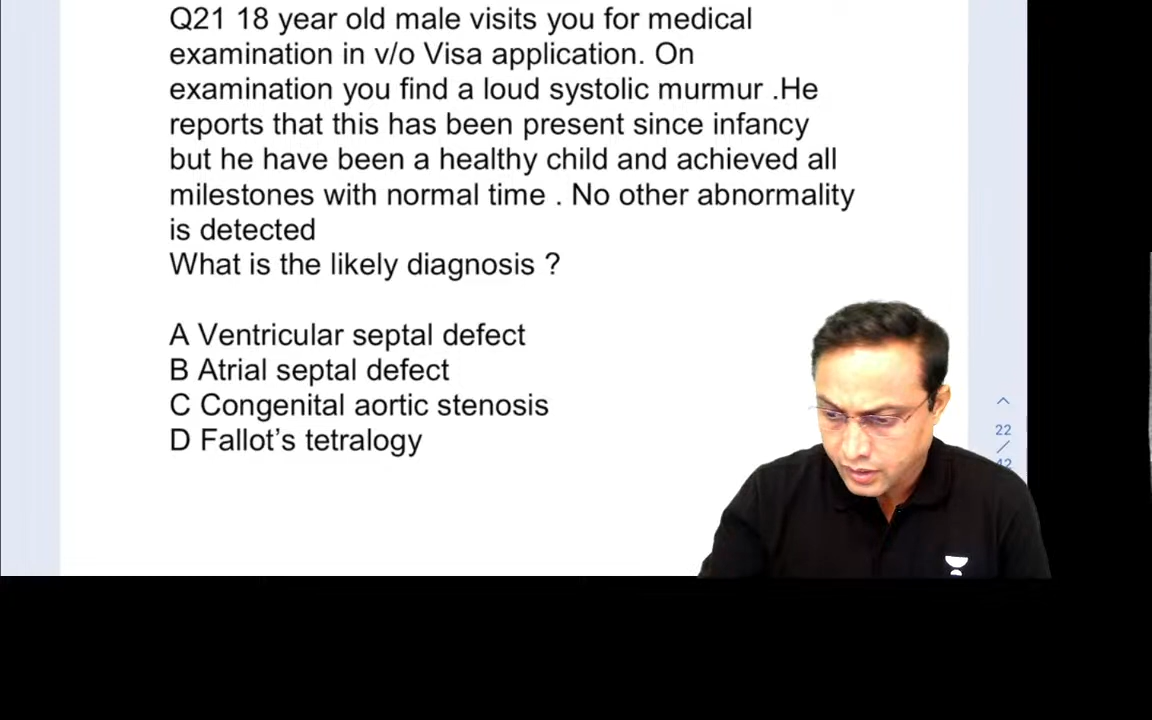 Q21 18 year old male visits you for medical
examination in v/o Visa application. On
examination you find a loud systolic murmur .He
reports that this has been present since infancy
but he have been a healthy child and achieved all
milestones with normal time . No other abnormality
is detected
What is the likely diagnosis ?
A Ventricular septal defect
B Atrial septal defect
C Congenital aortic stenosis
D Fallot's tetralogy
22
/